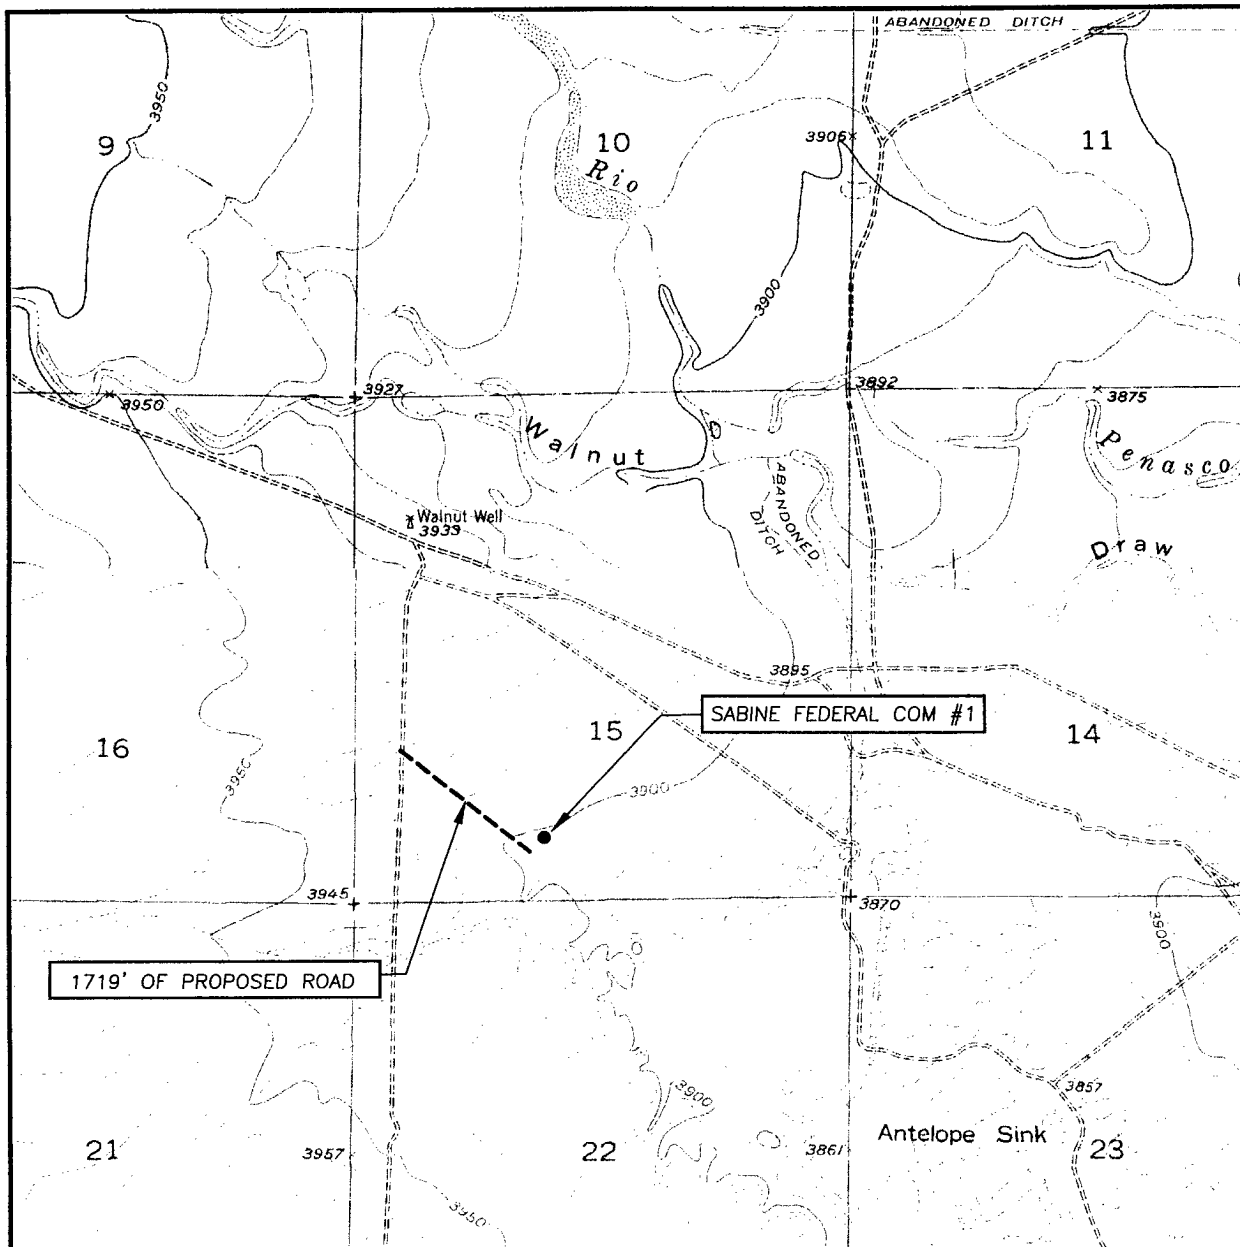 ABANDONED DITCH
3950
9
10
Rio
3906
11
3900
3950
3927
3892
3875
Walnut
Penasco
ABANDONED
DITCH
Walnut Well
3933
Draw
3895
SABINE FEDERAL COM #1
16
15
14
3950
3900
3945
3870
3900
1719' OF PROPOSED ROAD
3900
3857
21
3957
22
3861
Antelope Sink
23
3950